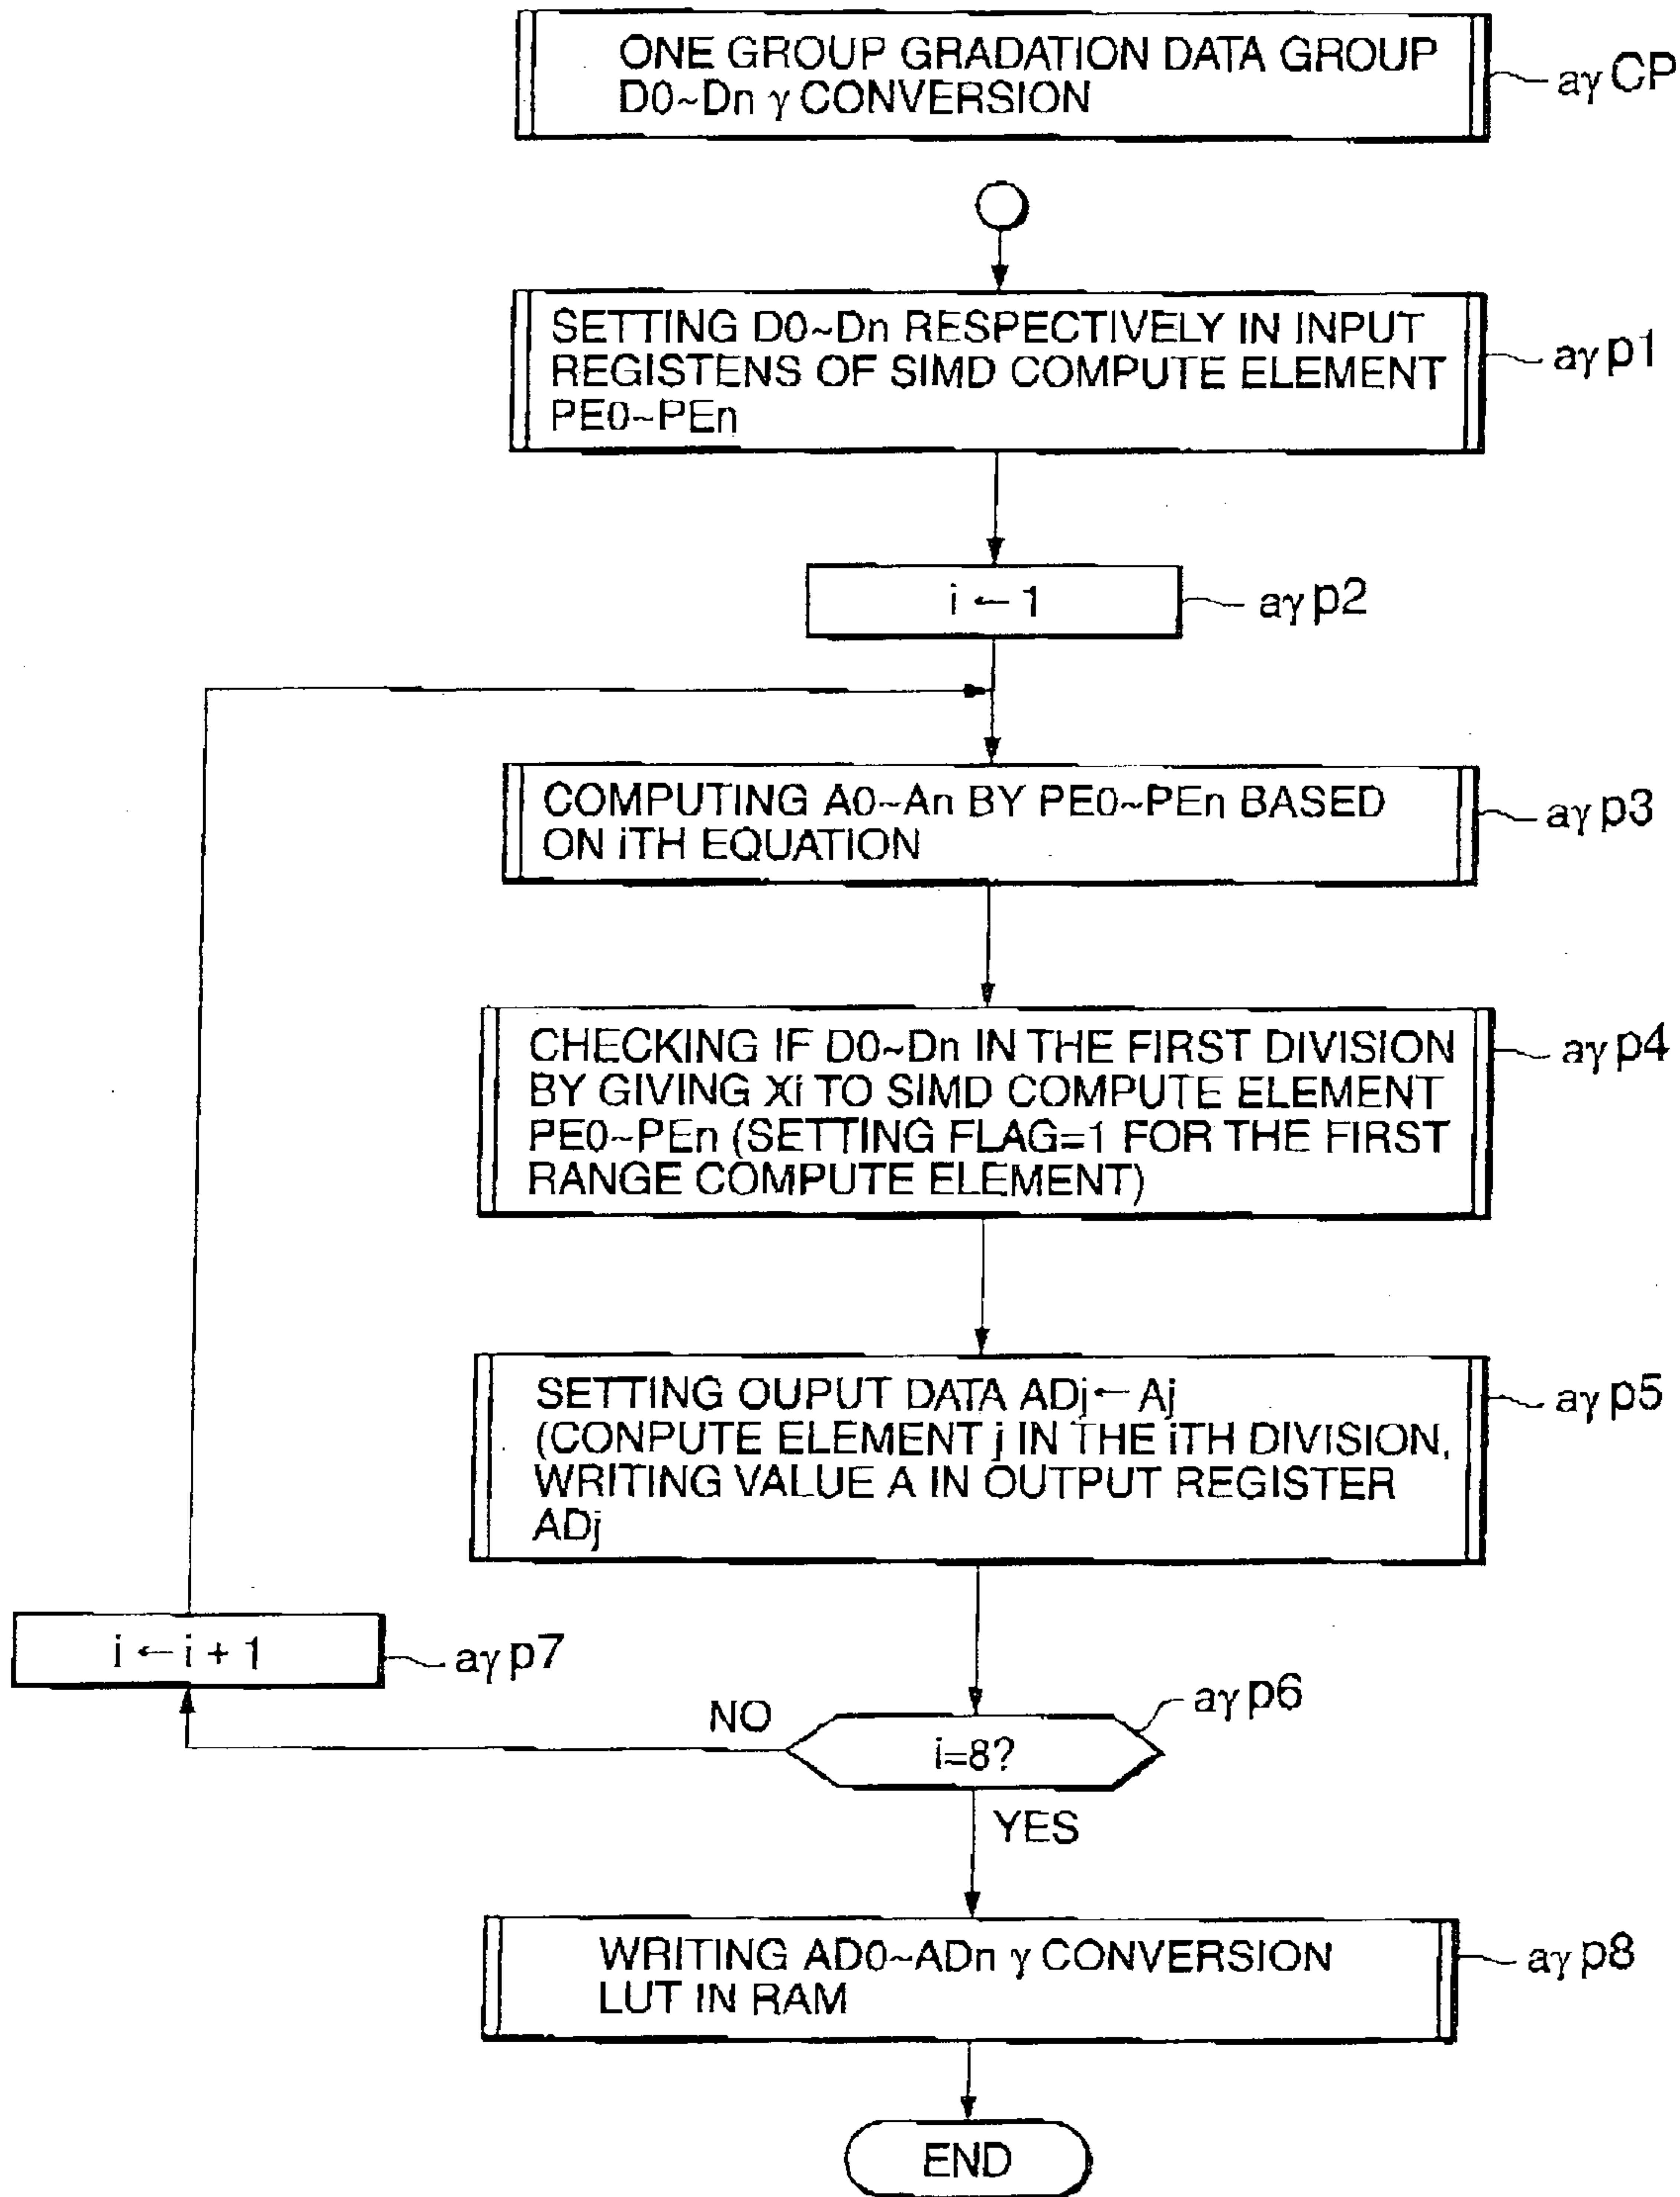 ONE GROUP GRADATION DATA GROUP
D0~Dn γ CONVERSION
aγ CP
SETTING D0~Dn RESPECTIVELY IN INPUT
REGISTENS OF SIMD COMPUTE ELEMENT
PE0~PEn
aγ p1
i ← 1
aγ p2
COMPUTING A0~An BY PE0~PEn BASED
ON iTH EQUATION
aγ p3
CHECKING IF D0~Dn IN THE FIRST DIVISION
BY GIVING Xi TO SIMD COMPUTE ELEMENT
PE0~PEn (SETTING FLAG=1 FOR THE FIRST
RANGE COMPUTE ELEMENT)
aγ p4
SETTING OUPUT DATA ADj ← Aj
(CONPUTE ELEMENT j IN THE iTH DIVISION,
WRITING VALUE A IN OUTPUT REGISTER
ADj
aγ p5
i ← i + 1
aγ p7
NO
i=8?
aγ p6
YES
WRITING AD0~ADn γ CONVERSION
LUT IN RAM
aγ p8
END